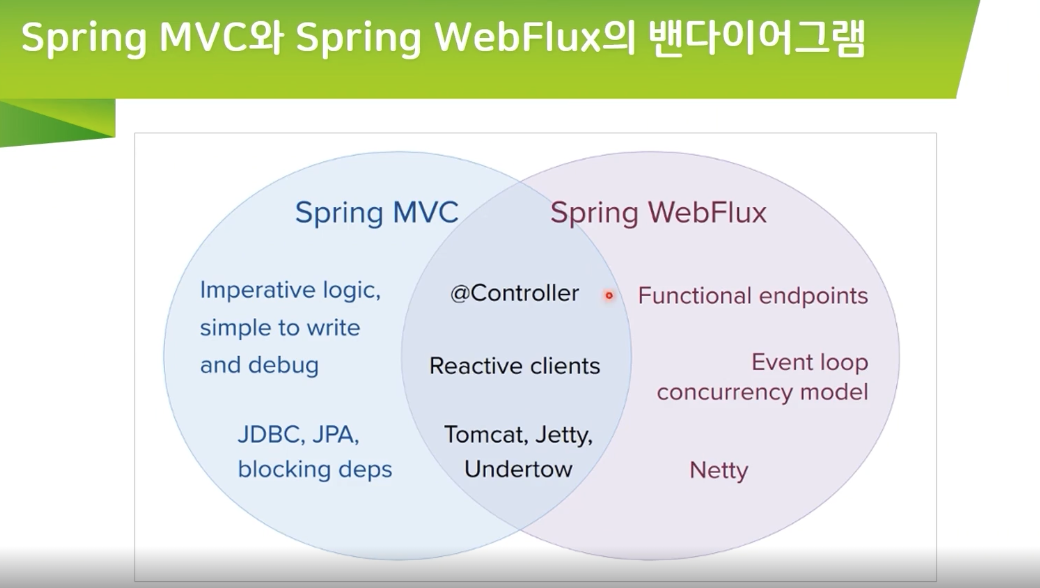 Spring MVC와 Spring WebFlux의 밴다이어그램
Spring MVC
Spring WebFlux
Imperative logic,
simple to write
and debug
@Controller
Functional endpoints
Reactive clients
Event loop
concurrency model
JDBC, JPA,
blocking deps
Tomcat, Jetty,
Undertow
Netty